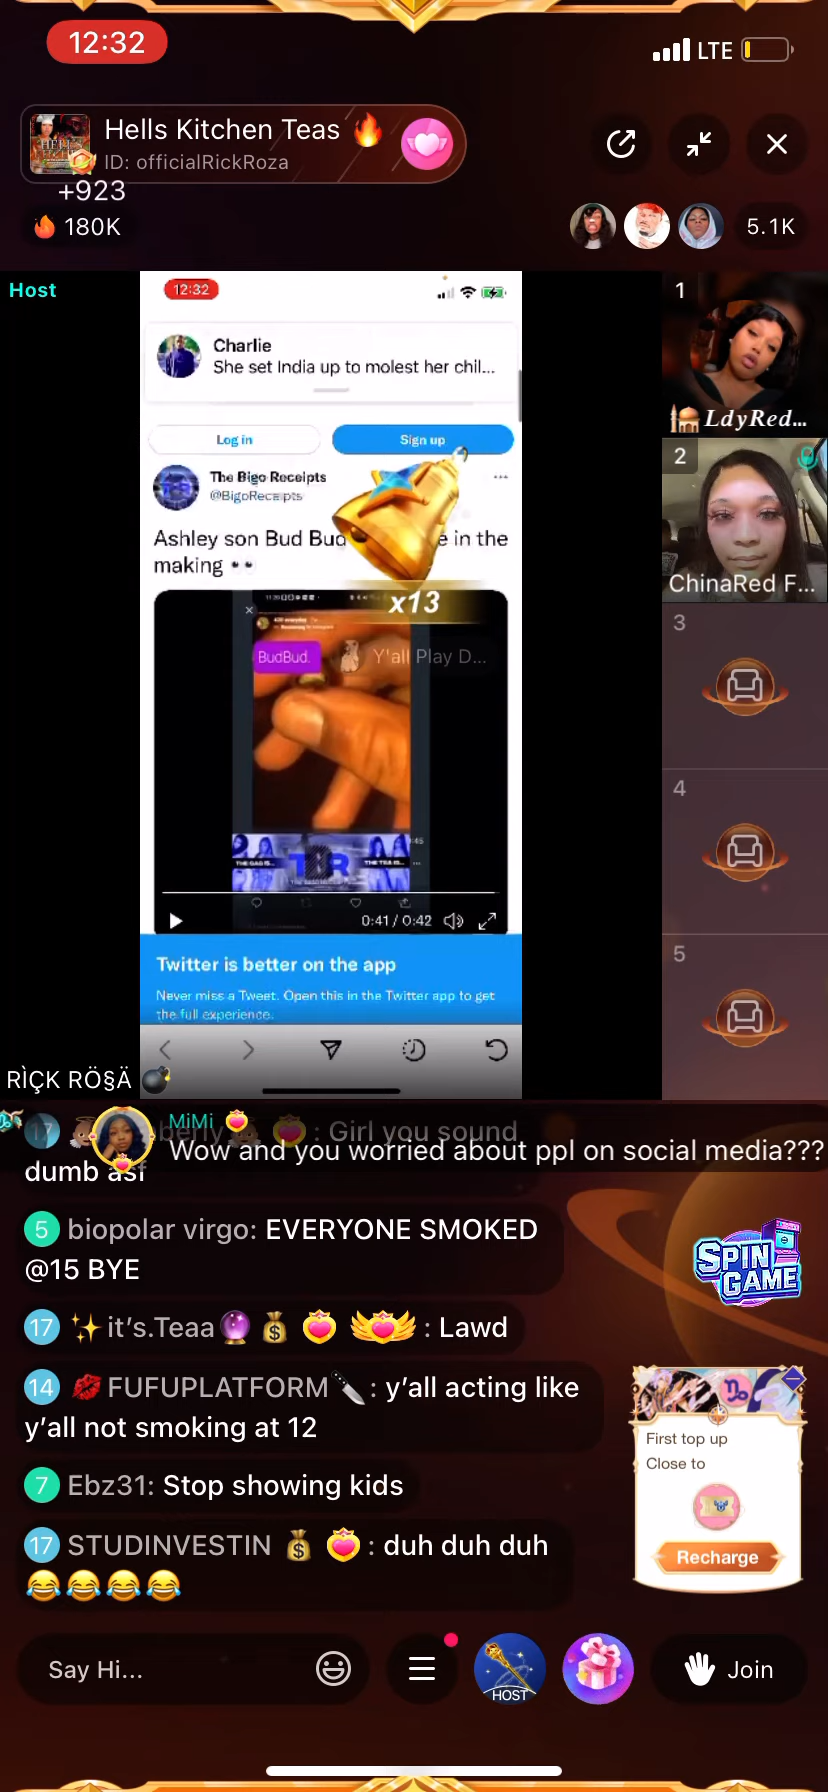 12:32
LTE
Hells Kitchen Teas 🔥
ID: officialRickRoza
+923
🔥 180K
5.1K
Host
12:32
Charlie
She set India up to molest her chil...
Log in
Sign up
The Bigo Receipts
@BigoReceipts
Ashley son Bud Bud
e in the
making 👀
x13
BudBud.
Y'all Play D...
0:41 / 0:42
Twitter is better on the app
Never miss a Tweet. Open this in the Twitter app to get
the full experience.
RÌÇK RÖ§Ä 💣
1
LdyRed...
2
ChinaRed F...
3
4
5
MiMi
17
: Girl you sound
Wow and you worried about ppl on social media???
dumb asf
5 biopolar virgo: EVERYONE SMOKED
@15 BYE
17 ✨it's.Teaa🔮 💰 : Lawd
14 💋FUFUPLATFORM🔪: y'all acting like
y'all not smoking at 12
7 Ebz31: Stop showing kids
17 STUDINVESTIN 💰 : duh duh duh
😂😂😂😂
SPIN
GAME
First top up
Close to
Recharge
Say Hi...
HOST
Join